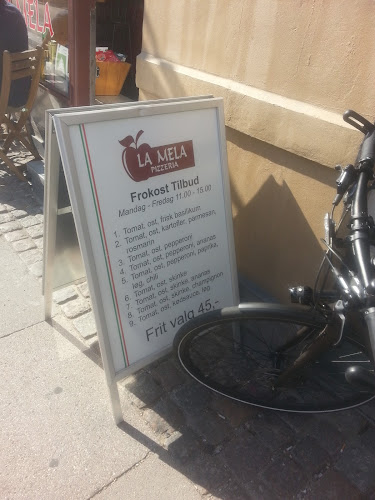 MELA
LA MELA
PIZZERIA
Frokost Tilbud
Mandag - Fredag 11.00 - 15.00
1. Tomat, ost, frisk basilikum
2. Tomat, ost, kartofler, parmesan,
rosmarin
3. Tomat, ost, pepperoni
4. Tomat, ost, pepperoni, ananas
5. Tomat, ost, pepperoni, paprika,
løg, chili
6. Tomat, ost, skinke
7. Tomat, ost, skinke, ananas
8. Tomat, ost, skinke, champignon
9. Tomat, ost, kødsauce, løg
Frit valg 45,-